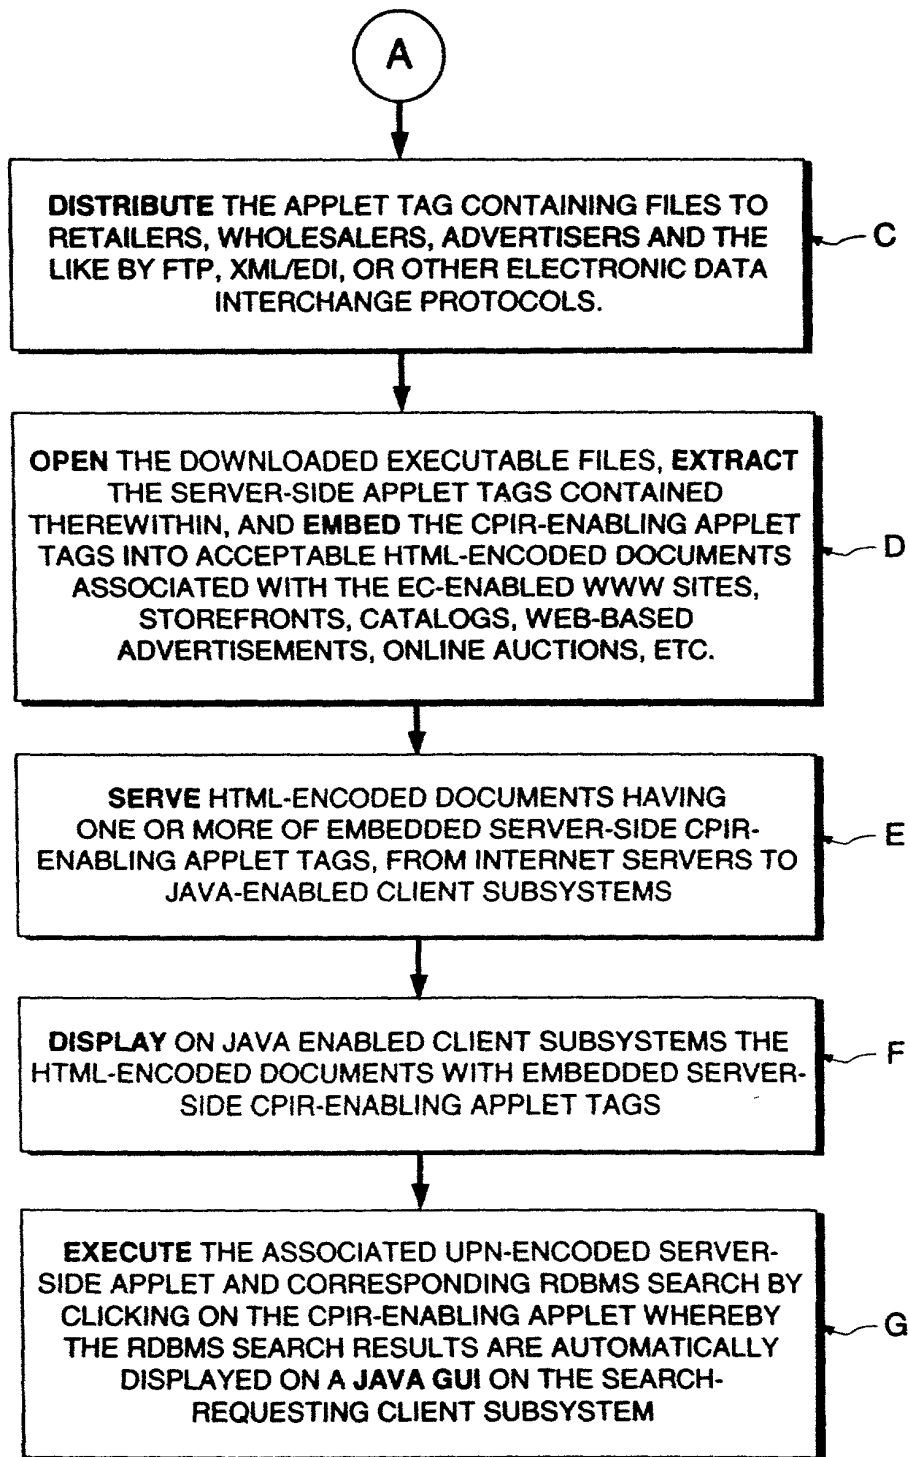 A
DISTRIBUTE THE APPLET TAG CONTAINING FILES TO
RETAILERS, WHOLESALERS, ADVERTISERS AND THE
LIKE BY FTP, XML/EDI, OR OTHER ELECTRONIC DATA
INTERCHANGE PROTOCOLS.
C
OPEN THE DOWNLOADED EXECUTABLE FILES, EXTRACT
THE SERVER-SIDE APPLET TAGS CONTAINED
THEREWITHIN, AND EMBED THE CPIR-ENABLING APPLET
TAGS INTO ACCEPTABLE HTML-ENCODED DOCUMENTS
ASSOCIATED WITH THE EC-ENABLED WWW SITES,
STOREFRONTS, CATALOGS, WEB-BASED
ADVERTISEMENTS, ONLINE AUCTIONS, ETC.
D
SERVE HTML-ENCODED DOCUMENTS HAVING
ONE OR MORE OF EMBEDDED SERVER-SIDE CPIR-
ENABLING APPLET TAGS, FROM INTERNET SERVERS TO
JAVA-ENABLED CLIENT SUBSYSTEMS
E
DISPLAY ON JAVA ENABLED CLIENT SUBSYSTEMS THE
HTML-ENCODED DOCUMENTS WITH EMBEDDED SERVER-
SIDE CPIR-ENABLING APPLET TAGS
F
EXECUTE THE ASSOCIATED UPN-ENCODED SERVER-
SIDE APPLET AND CORRESPONDING RDBMS SEARCH BY
CLICKING ON THE CPIR-ENABLING APPLET WHEREBY
THE RDBMS SEARCH RESULTS ARE AUTOMATICALLY
DISPLAYED ON A JAVA GUI ON THE SEARCH-
REQUESTING CLIENT SUBSYSTEM
G